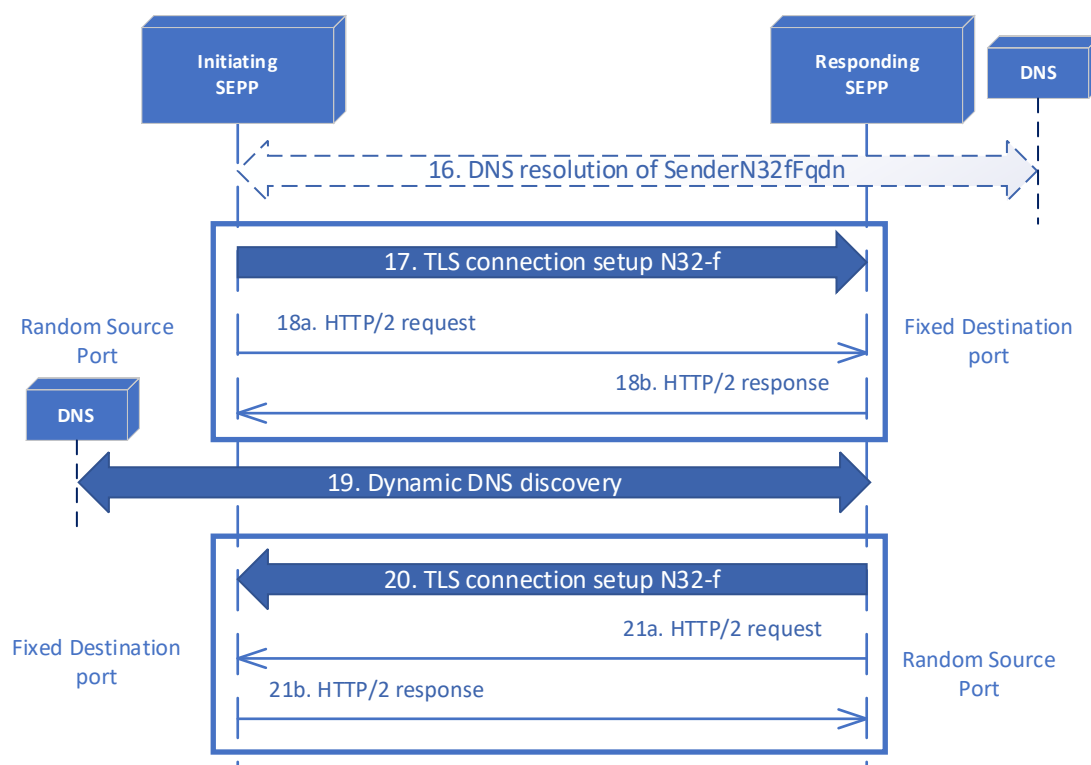 Initiating
SEPP
Responding
SEPP
DNS
16. DNS resolution of SenderN32fFqdn
17. TLS connection setup N32-f
Random Source
Port
18a. HTTP/2 request
Fixed Destination
port
18b. HTTP/2 response
DNS
19. Dynamic DNS discovery
20. TLS connection setup N32-f
Fixed Destination
port
21a. HTTP/2 request
Random Source
Port
21b. HTTP/2 response